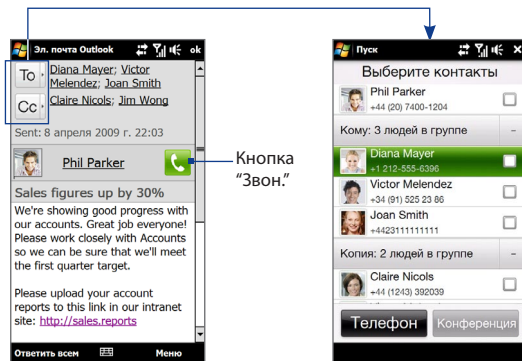 Эл. почта Outlook
ok
To
Diana Mayer; Victor
Melendez; Joan Smith
Cc
Claire Nicols; Jim Wong
Sent: 8 апреля 2009 г. 22:03
Phil Parker
Sales figures up by 30%
We're showing good progress with
our accounts. Great job everyone!
Please work closely with Accounts
so we can be sure that we'll meet
the first quarter target.
Please upload your account
reports to this link in our intranet
site: http://sales.reports
Ответить всем
Меню
Кнопка
“Звон.”
Пуск
Выберите контакты
Phil Parker
+44 (20) 7400-1204
Кому: 3 людей в группе
Diana Mayer
+1 212-555-6396
Victor Melendez
+34 (91) 525 23 86
Joan Smith
+4423111111111
Копия: 2 людей в группе
Claire Nicols
+44 (1243) 392039
Телефон
Конференция